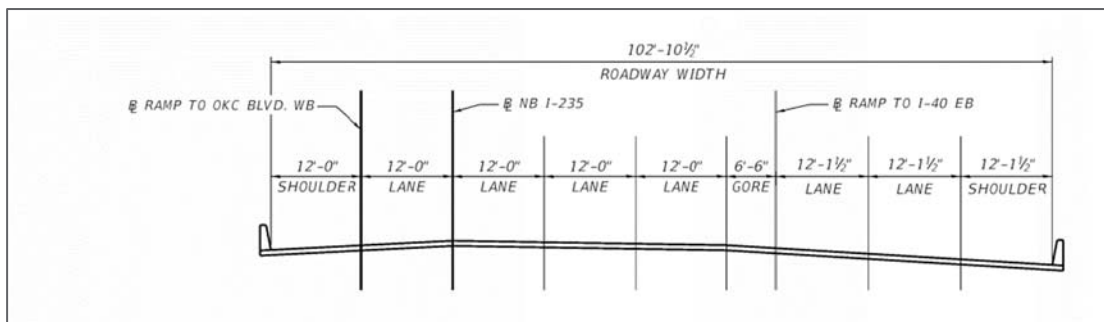 102'-10½"
ROADWAY WIDTH
℄ RAMP TO OKC BLVD. WB
℄ NB I-235
℄ RAMP TO I-40 EB
12'-0" 12'-0" 12'-0" 12'-0" 12'-0" 6'-6" 12'-1½" 12'-1½" 12'-1½"
SHOULDER LANE LANE LANE LANE GORE LANE LANE SHOULDER